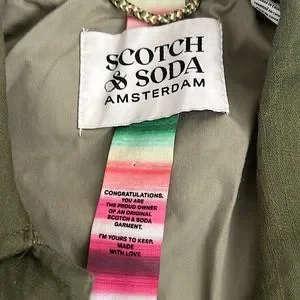 SCOTCH
& SODA
AMSTERDAM
CONGRATULATIONS.
YOU ARE
THE PROUD OWNER
OF AN ORIGINAL
SCOTCH & SODA
GARMENT.
I'M YOURS TO KEEP.
MADE
WITH LOVE